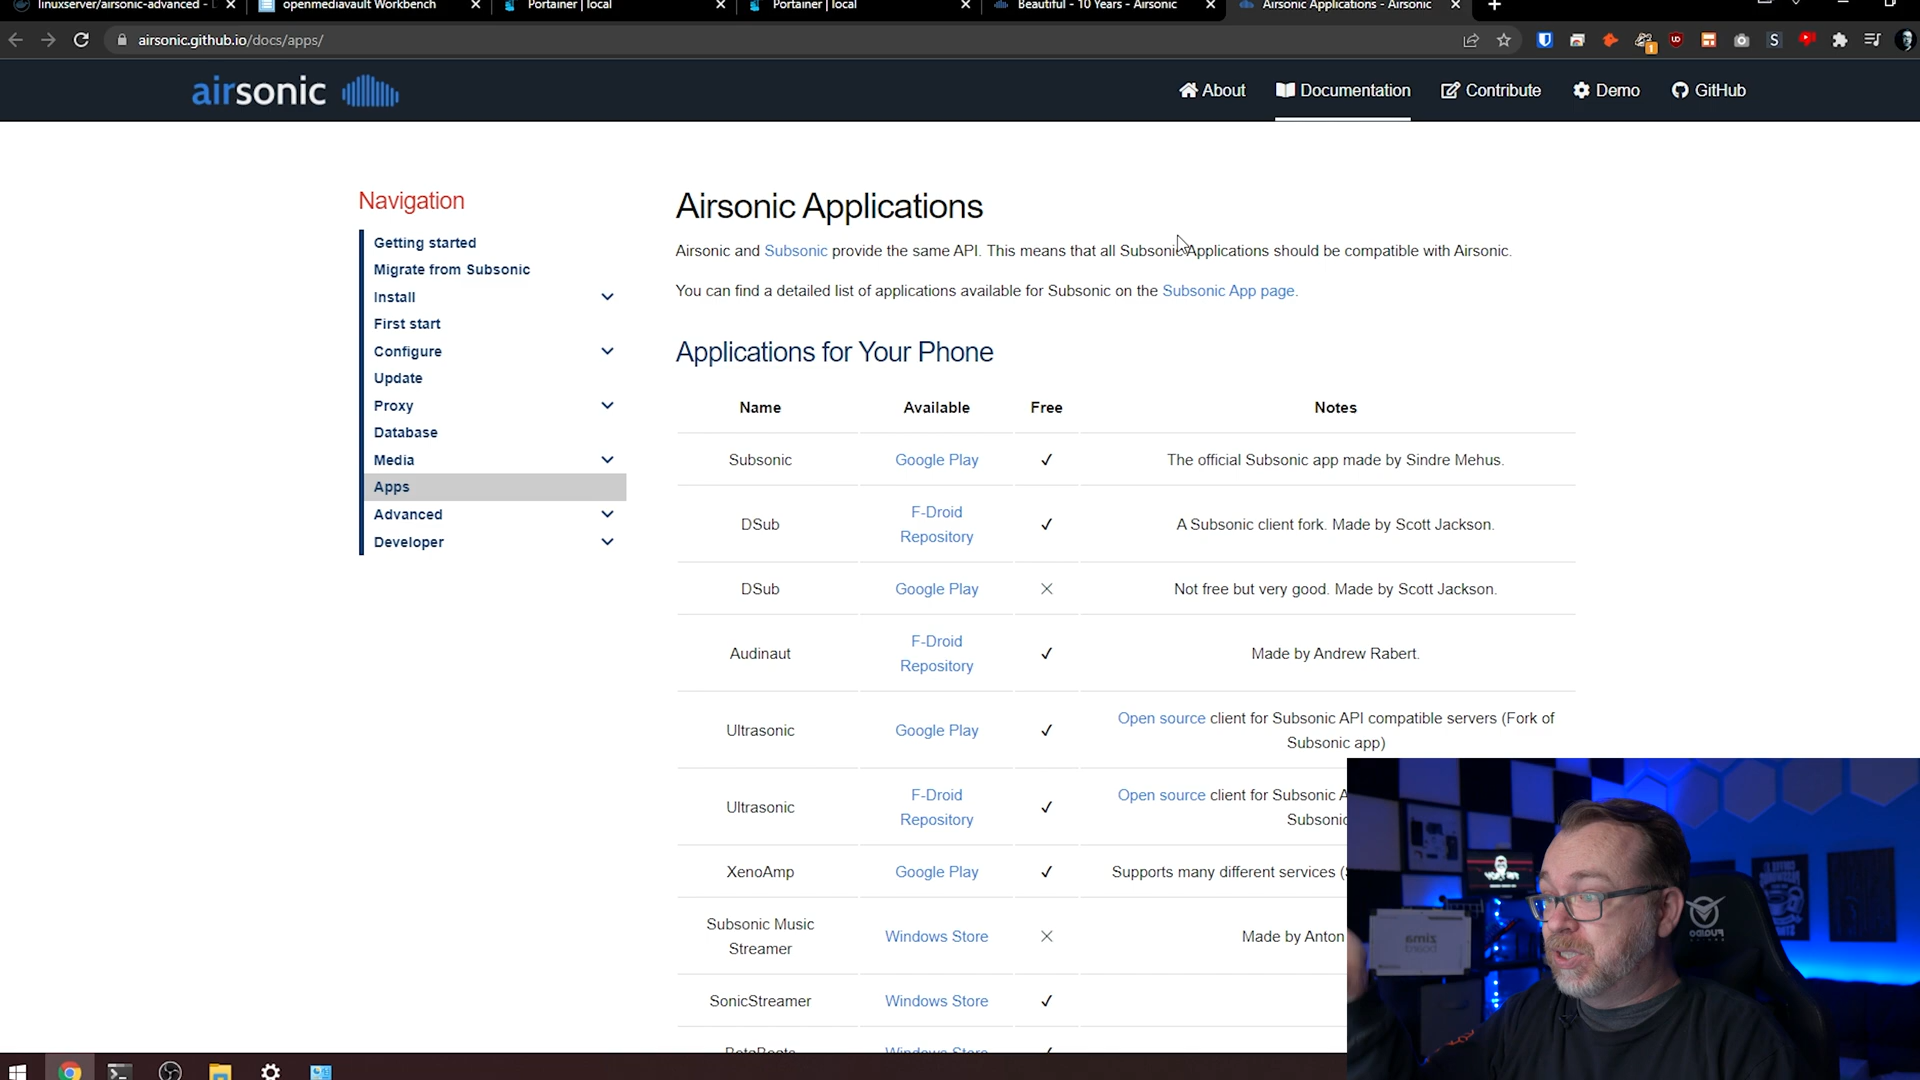 linuxserver/airsonic-advanced - D
openmediavault Workbench
Portainer | local
Portainer | local
Beautiful - 10 Years - Airsonic
Airsonic Applications - Airsonic
airsonic.github.io/docs/apps/
airsonic
About
Documentation
Contribute
Demo
GitHub
Navigation
Getting started
Migrate from Subsonic
Install
First start
Configure
Update
Proxy
Database
Media
Apps
Advanced
Developer
Airsonic Applications
Airsonic and Subsonic provide the same API. This means that all Subsonic Applications should be compatible with Airsonic.
You can find a detailed list of applications available for Subsonic on the Subsonic App page.
Applications for Your Phone
Name Available Free Notes
Subsonic Google Play ✓ The official Subsonic app made by Sindre Mehus.
DSub F-Droid Repository ✓ A Subsonic client fork. Made by Scott Jackson.
DSub Google Play × Not free but very good. Made by Scott Jackson.
Audinaut F-Droid Repository ✓ Made by Andrew Rabert.
Ultrasonic Google Play ✓ Open source client for Subsonic API compatible servers (Fork of Subsonic app)
Ultrasonic F-Droid Repository ✓ Open source client for Subsonic A
Subsonic
XenoAmp Google Play ✓ Supports many different services (S
Subsonic Music Streamer Windows Store × Made by Anton
SonicStreamer Windows Store ✓
zima
board